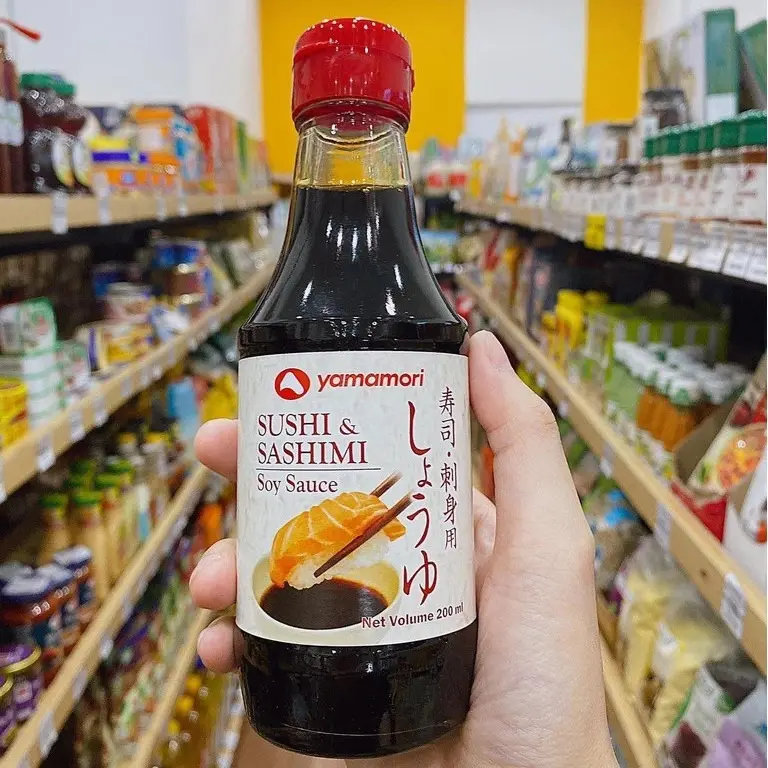 yamamori
SUSHI &
SASHIMI
Soy Sauce
寿司・刺身用
しょうゆ
Net Volume 200 ml